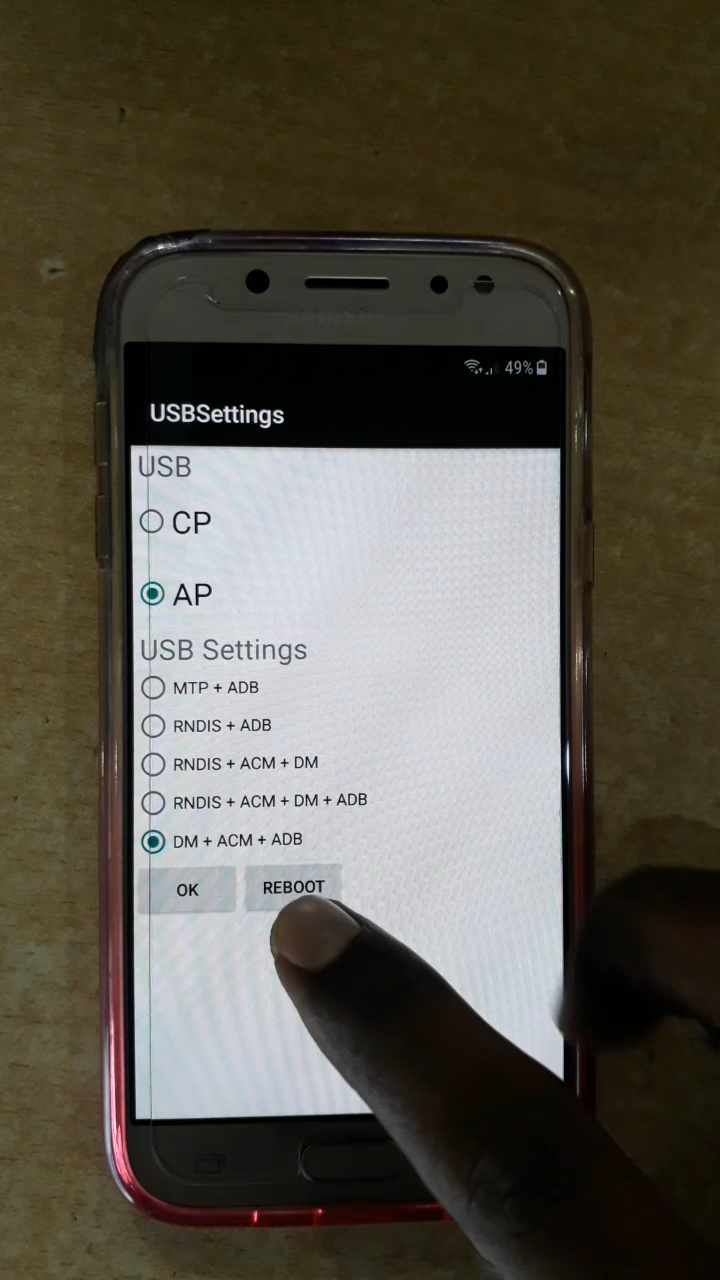 49%
USBSettings
USB
CP
AP
USB Settings
MTP + ADB
RNDIS + ADB
RNDIS + ACM + DM
RNDIS + ACM + DM + ADB
DM + ACM + ADB
OK REBOOT